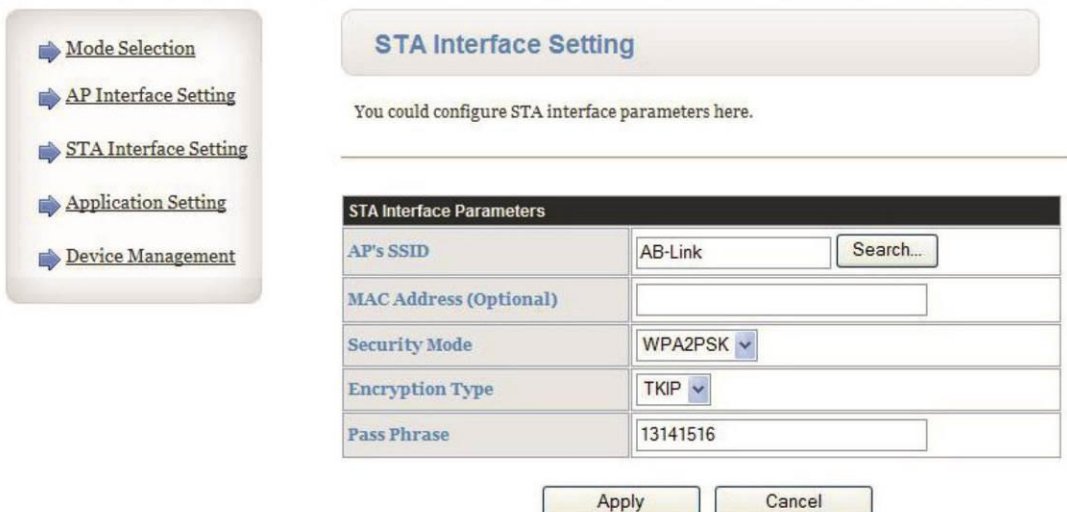 Mode Selection
AP Interface Setting
STA Interface Setting
Application Setting
Device Management
STA Interface Setting
You could configure STA interface parameters here.
STA Interface Parameters
AP's SSID AB-Link Search...
MAC Address (Optional)
Security Mode WPA2PSK
Encryption Type TKIP
Pass Phrase 13141516
Apply Cancel